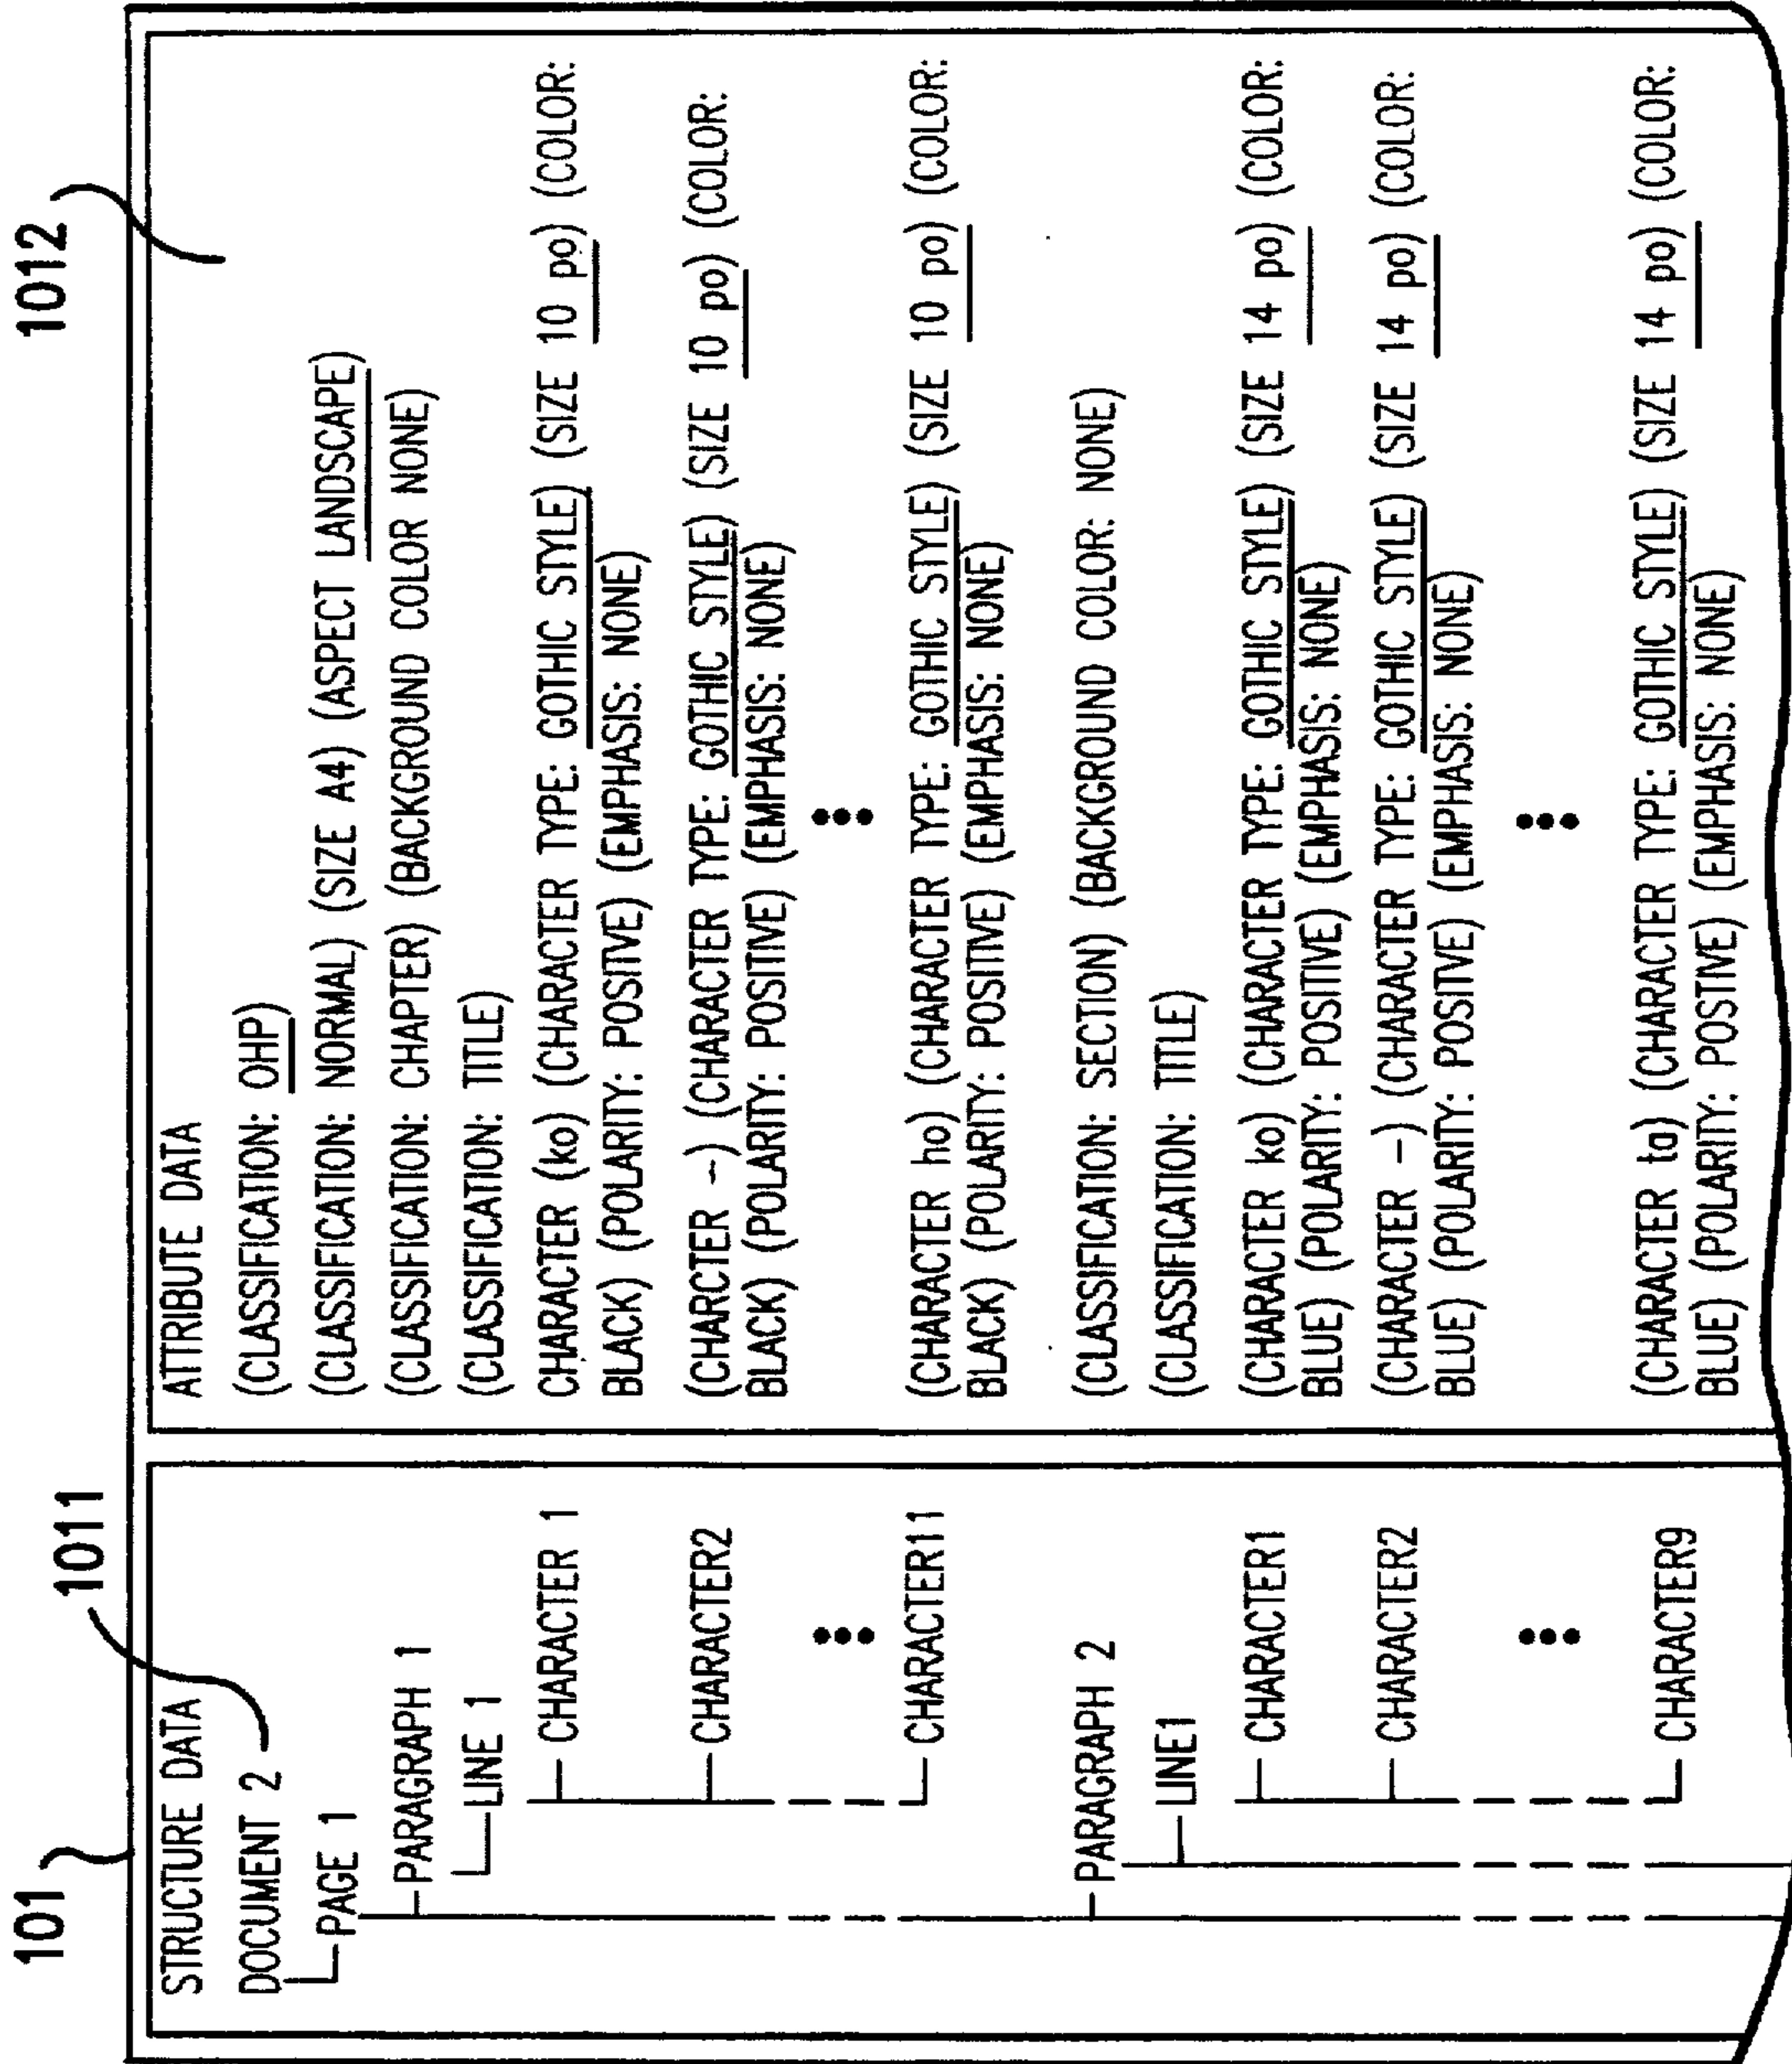 101
1011
1012
STRUCTURE DATA
DOCUMENT 2
PAGE 1
PARAGRAPH 1
LINE 1
CHARACTER 1
CHARACTER2
CHARACTER11
PARAGRAPH 2
LINE1
CHARACTER1
CHARACTER2
CHARACTER9
ATTRIBUTE DATA
(CLASSIFICATION: OHP)
(CLASSIFICATION: NORMAL) (SIZE A4) (ASPECT LANDSCAPE)
(CLASSIFICATION: CHAPTER) (BACKGROUND COLOR NONE)
(CLASSIFICATION: TITLE)
CHARACTER (ko) (CHARACTER TYPE: GOTHIC STYLE) (SIZE 10 po) (COLOR:
BLACK) (POLARITY: POSITIVE) (EMPHASIS: NONE)
(CHARCTER -) (CHARACTER TYPE: GOTHIC STYLE) (SIZE 10 po) (COLOR:
BLACK) (POLARITY: POSITIVE) (EMPHASIS: NONE)
(CHARACTER ho) (CHARACTER TYPE: GOTHIC STYLE) (SIZE 10 po) (COLOR:
BLACK) (POLARITY: POSITIVE) (EMPHASIS: NONE)
(CLASSIFICATION: SECTION) (BACKGROUND COLOR: NONE)
(CLASSIFICATION: TITLE)
(CHARACTER ko) (CHARACTER TYPE: GOTHIC STYLE) (SIZE 14 po) (COLOR:
BLUE) (POLARITY: POSITIVE) (EMPHASIS: NONE)
(CHARACTER -) (CHARACTER TYPE: GOTHIC STYLE) (SIZE 14 po) (COLOR:
BLUE) (POLARITY: POSITIVE) (EMPHASIS: NONE)
(CHARACTER ta) (CHARACTER TYPE: GOTHIC STYLE) (SIZE 14 po) (COLOR:
BLUE) (POLARITY: POSTIVE) (EMPHASIS: NONE)